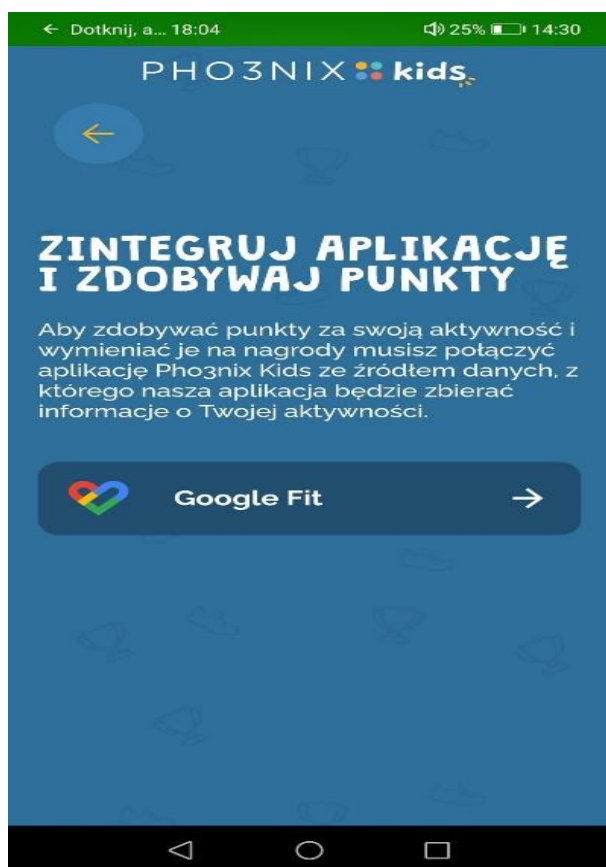 ← Dotknij, a... 18:04 25% 14:30
PHO3NIX kids
ZINTEGRUJ APLIKACJĘ
I ZDOBYWAJ PUNKTY
Aby zdobywać punkty za swoją aktywność i
wymieniać je na nagrody musisz połączyć
aplikację Pho3nix Kids ze źródłem danych, z
którego nasza aplikacja będzie zbierać
informacje o Twojej aktywności.
Google Fit →